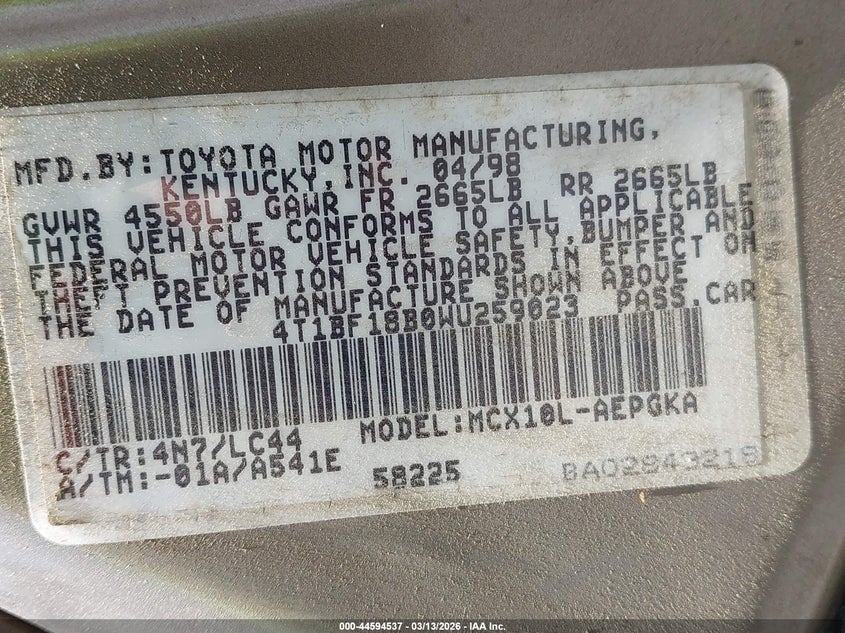 MFD.BY:TOYOTA MOTOR MANUFACTURING,
KENTUCKY,INC. 04/98
GVWR 4550LB GAWR FR 2665LB RR 2665LB
THIS VEHICLE CONFORMS TO ALL APPLICABLE
FEDERAL MOTOR VEHICLE SAFETY,BUMPER AND
THEFT PREVENTION STANDARDS IN EFFECT ON
THE DATE OF MANUFACTURE SHOWN ABOVE
4T1BF18B0WU259023 PASS.CAR
MODEL:MCX10L-AEPGKA
C/TR:4N7/LC44
A/TM:-01A/A541E
58225
BA02843218
000-44594537 - 03/13/2026 - IAA Inc.